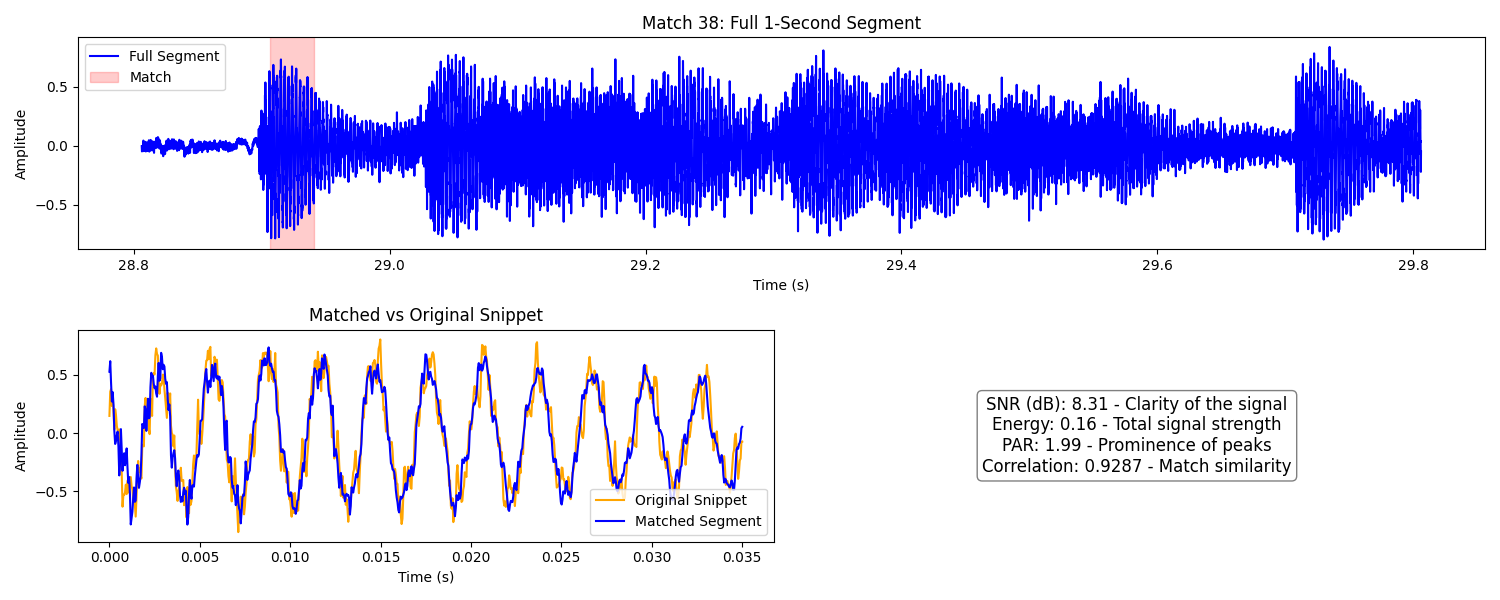 Match 38: Full 1-Second Segment
Full Segment
Match
Amplitude
0.5
0.0
−0.5
28.8 29.0 29.2 29.4 29.6 29.8
Time (s)
Matched vs Original Snippet
Amplitude
0.5
0.0
−0.5
Original Snippet
Matched Segment
0.000 0.005 0.010 0.015 0.020 0.025 0.030 0.035
Time (s)
SNR (dB): 8.31 - Clarity of the signal
Energy: 0.16 - Total signal strength
PAR: 1.99 - Prominence of peaks
Correlation: 0.9287 - Match similarity